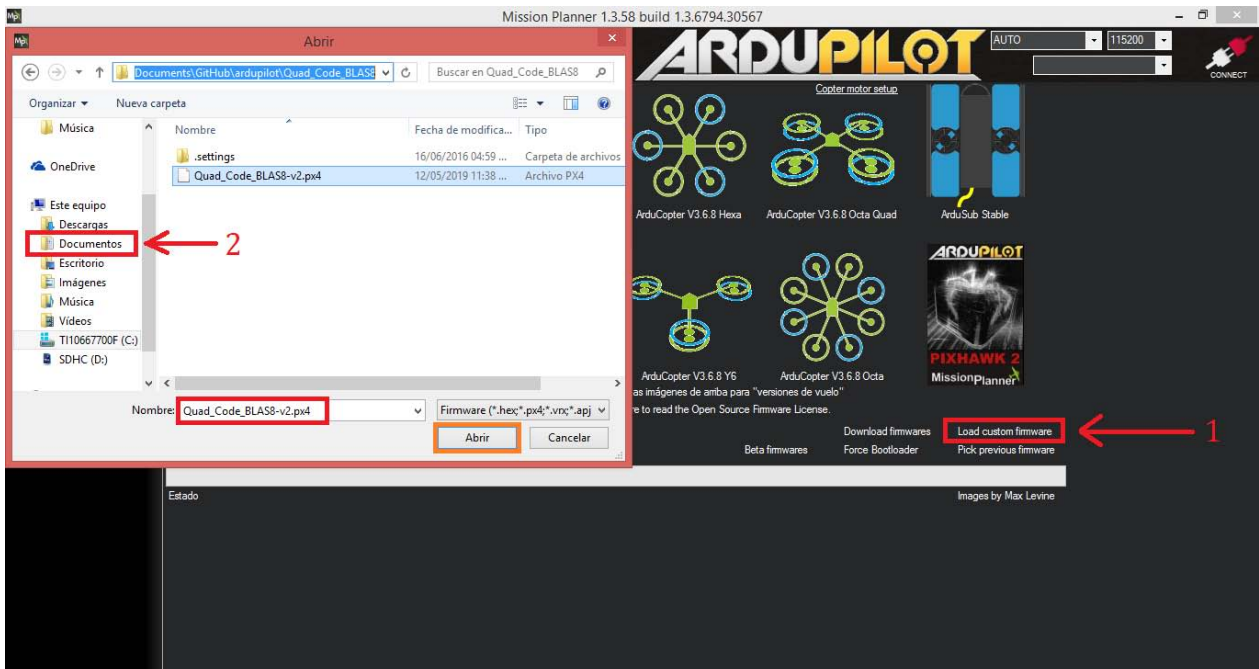 Mission Planner 1.3.58 build 1.3.6794.30567
Abrir
Documents\GitHub\ardupilot\Quad_Code_BLAS8
Buscar en Quad_Code_BLAS8
Organizar
Nueva carpeta
Música
OneDrive
Este equipo
Descargas
Documentos
Escritorio
Imágenes
Música
Vídeos
TI10667700F (C:)
SDHC (D:)
Nombre
Fecha de modifica...
Tipo
.settings
16/06/2016 04:59 ...
Carpeta de archivos
Quad_Code_BLAS8-v2.px4
12/05/2019 11:38 ...
Archivo PX4
2
Nombre:
Quad_Code_BLAS8-v2.px4
Firmware (*.hex;*.px4;*.vrx;*.apj
Abrir
Cancelar
ARDUPILOT
AUTO
115200
CONNECT
Copter motor setup
ArduCopter V3.6.8 Hexa
ArduCopter V3.6.8 Octa Quad
ArduSub Stable
ARDUPILOT
PIXHAWK 2
Mission Planner
ArduCopter V3.6.8 Y6
ArduCopter V3.6.8 Octa
as imágenes de arriba para "versiones de vuelo"
re to read the Open Source Firmware License.
Download firmwares
Load custom firmware
1
Beta firmwares
Force Bootloader
Pick previous firmware
Estado
Images by Max Levine